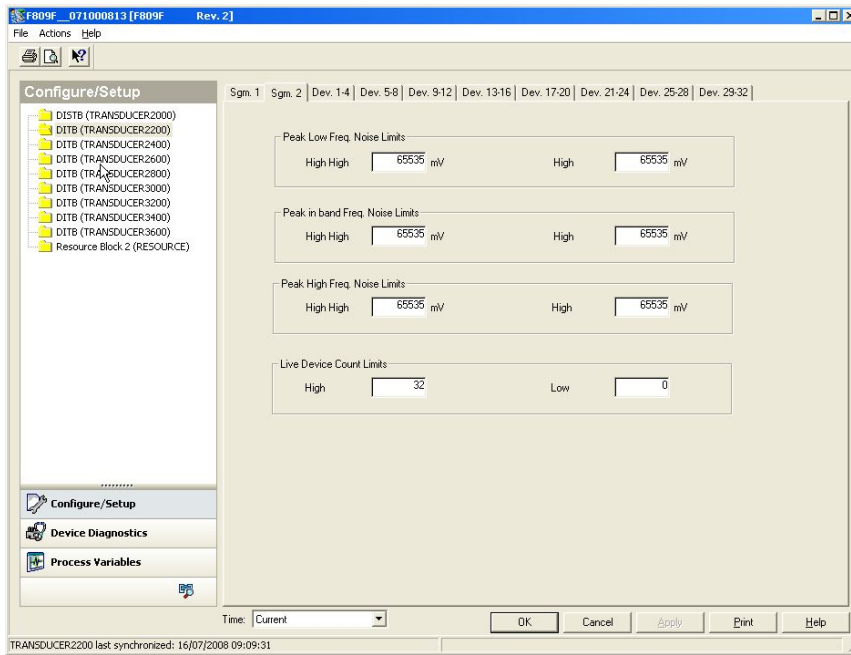 F809F__071000813 [F809F Rev. 2]
File Actions Help
Configure/Setup
DISTB (TRANSDUCER2000)
DITB (TRANSDUCER2200)
DITB (TRANSDUCER2400)
DITB (TRANSDUCER2600)
DITB (TRANSDUCER2800)
DITB (TRANSDUCER3000)
DITB (TRANSDUCER3200)
DITB (TRANSDUCER3400)
DITB (TRANSDUCER3600)
Resource Block 2 (RESOURCE)
Configure/Setup
Device Diagnostics
Process Variables
Sgm. 1 Sgm. 2 Dev. 1-4 Dev. 5-8 Dev. 9-12 Dev. 13-16 Dev. 17-20 Dev. 21-24 Dev. 25-28 Dev. 29-32
Peak Low Freq. Noise Limits
High High 65535 mV High 65535 mV
Peak in band Freq. Noise Limits
High High 65535 mV High 65535 mV
Peak High Freq. Noise Limits
High High 65535 mV High 65535 mV
Live Device Count Limits
High 32 Low 0
Time: Current OK Cancel Apply Print Help
TRANSDUCER2200 last synchronized: 16/07/2008 09:09:31